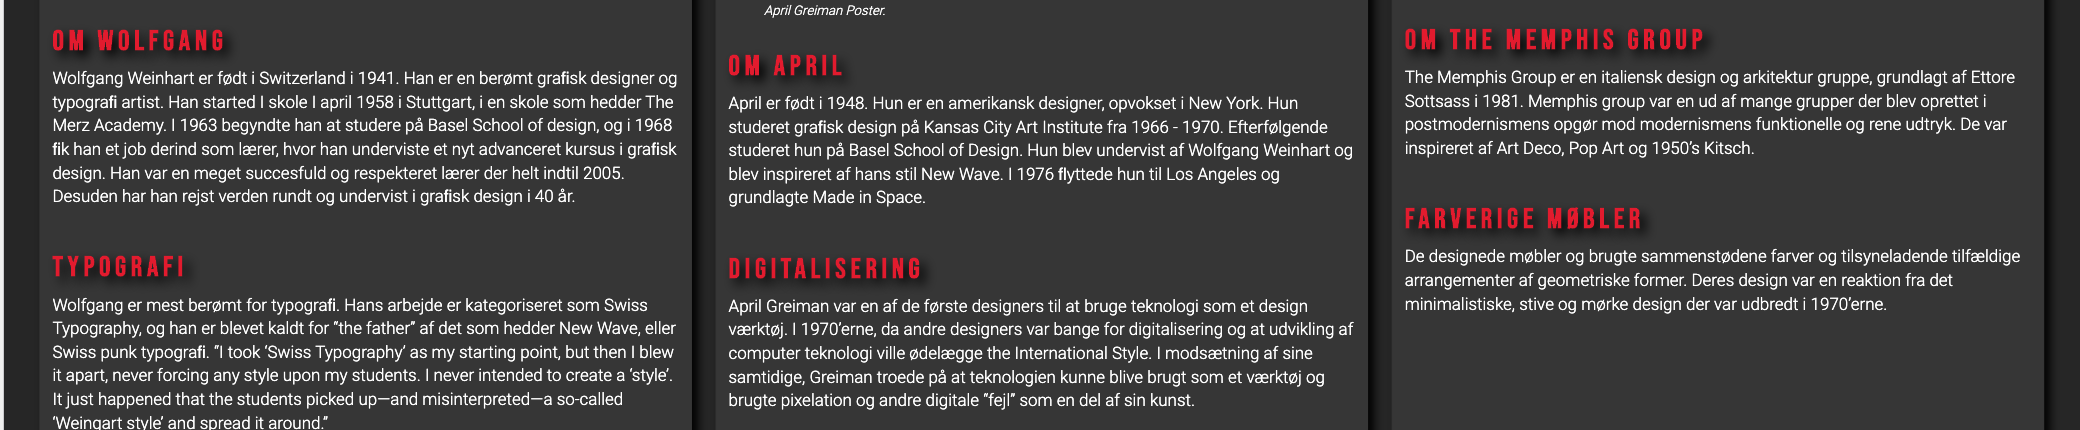 OM WOLFGANG
Wolfgang Weinhart er født i Switzerland i 1941. Han er en berømt grafisk designer og
typografi artist. Han started I skole I april 1958 i Stuttgart, i en skole som hedder The
Merz Academy. I 1963 begyndte han at studere på Basel School of design, og i 1968
fik han et job derind som lærer, hvor han underviste et nyt advanceret kursus i grafisk
design. Han var en meget succesfuld og respekteret lærer der helt indtil 2005.
Desuden har han rejst verden rundt og undervist i grafisk design i 40 år.
TYPOGRAFI
Wolfgang er mest berømt for typografi. Hans arbejde er kategoriseret som Swiss
Typography, og han er blevet kaldt for "the father" af det som hedder New Wave, eller
Swiss punk typografi. "I took ‘Swiss Typography’ as my starting point, but then I blew
it apart, never forcing any style upon my students. I never intended to create a ‘style’.
It just happened that the students picked up—and misinterpreted—a so-called
‘Weingart style’ and spread it around."
April Greiman Poster.
OM APRIL
April er født i 1948. Hun er en amerikansk designer, opvokset i New York. Hun
studeret grafisk design på Kansas City Art Institute fra 1966 - 1970. Efterfølgende
studeret hun på Basel School of Design. Hun blev undervist af Wolfgang Weinhart og
blev inspireret af hans stil New Wave. I 1976 flyttede hun til Los Angeles og
grundlagte Made in Space.
DIGITALISERING
April Greiman var en af de første designers til at bruge teknologi som et design
værktøj. I 1970’erne, da andre designers var bange for digitalisering og at udvikling af
computer teknologi ville ødelægge the International Style. I modsætning af sine
samtidige, Greiman troede på at teknologien kunne blive brugt som et værktøj og
brugte pixelation og andre digitale "fejl" som en del af sin kunst.
OM THE MEMPHIS GROUP
The Memphis Group er en italiensk design og arkitektur gruppe, grundlagt af Ettore
Sottsass i 1981. Memphis group var en ud af mange grupper der blev oprettet i
postmodernismens opgør mod modernismens funktionelle og rene udtryk. De var
inspireret af Art Deco, Pop Art og 1950’s Kitsch.
FARVERIGE MØBLER
De designede møbler og brugte sammenstødene farver og tilsyneladende tilfældige
arrangementer af geometriske former. Deres design var en reaktion fra det
minimalistiske, stive og mørke design der var udbredt i 1970’erne.